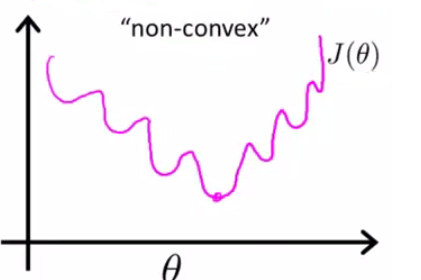 “non-convex”
J(θ)
θ